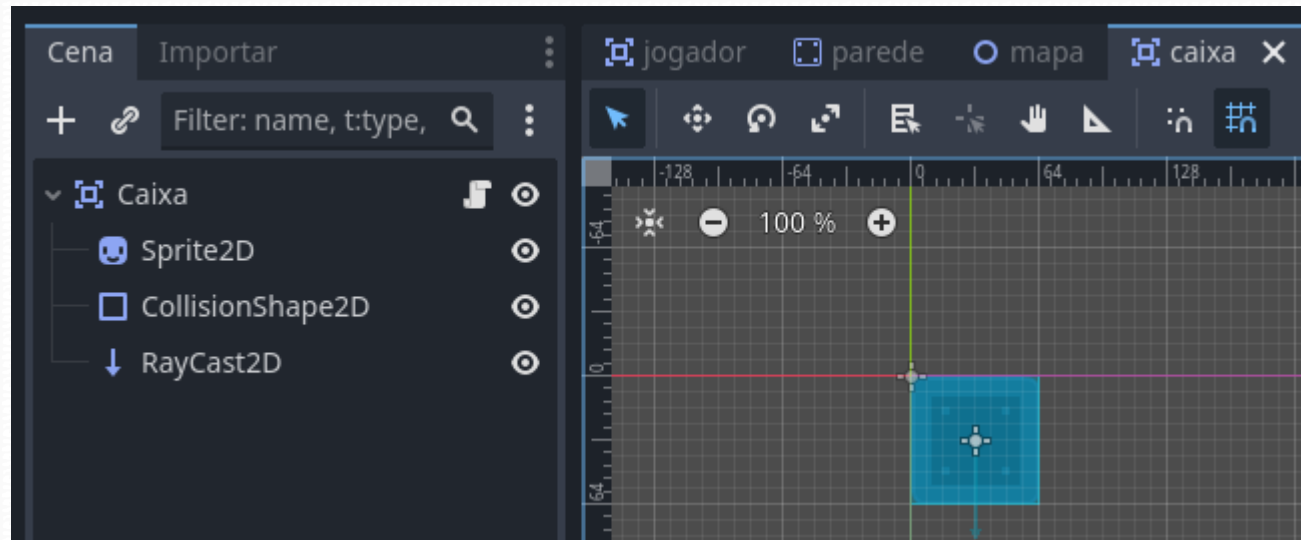 Cena Importar
jogador parede mapa caixa
Filter: name, t:type,
-128 -64 0 64 128
Caixa
-64
100 %
Sprite2D
CollisionShape2D
RayCast2D
0
64